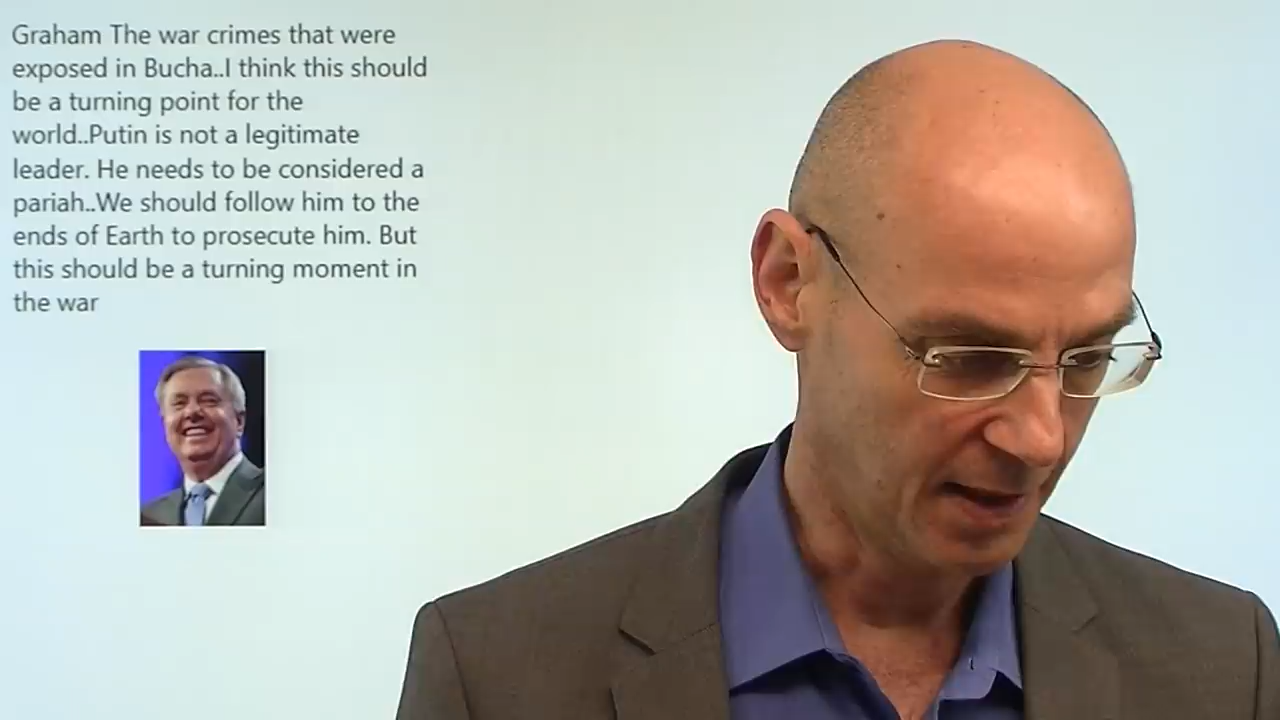 Graham The war crimes that were
exposed in Bucha..I think this should
be a turning point for the
world..Putin is not a legitimate
leader. He needs to be considered a
pariah..We should follow him to the
ends of Earth to prosecute him. But
this should be a turning moment in
the war